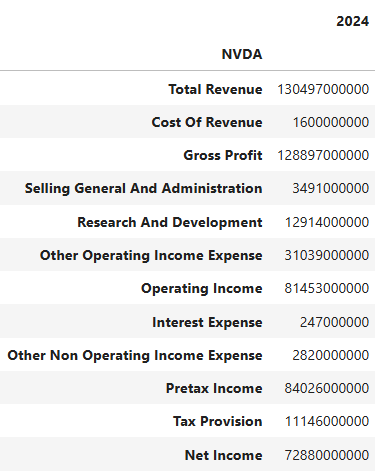 2024
NVDA
Total Revenue 130497000000
Cost Of Revenue 1600000000
Gross Profit 128897000000
Selling General And Administration 3491000000
Research And Development 12914000000
Other Operating Income Expense 31039000000
Operating Income 81453000000
Interest Expense 247000000
Other Non Operating Income Expense 2820000000
Pretax Income 84026000000
Tax Provision 11146000000
Net Income 72880000000